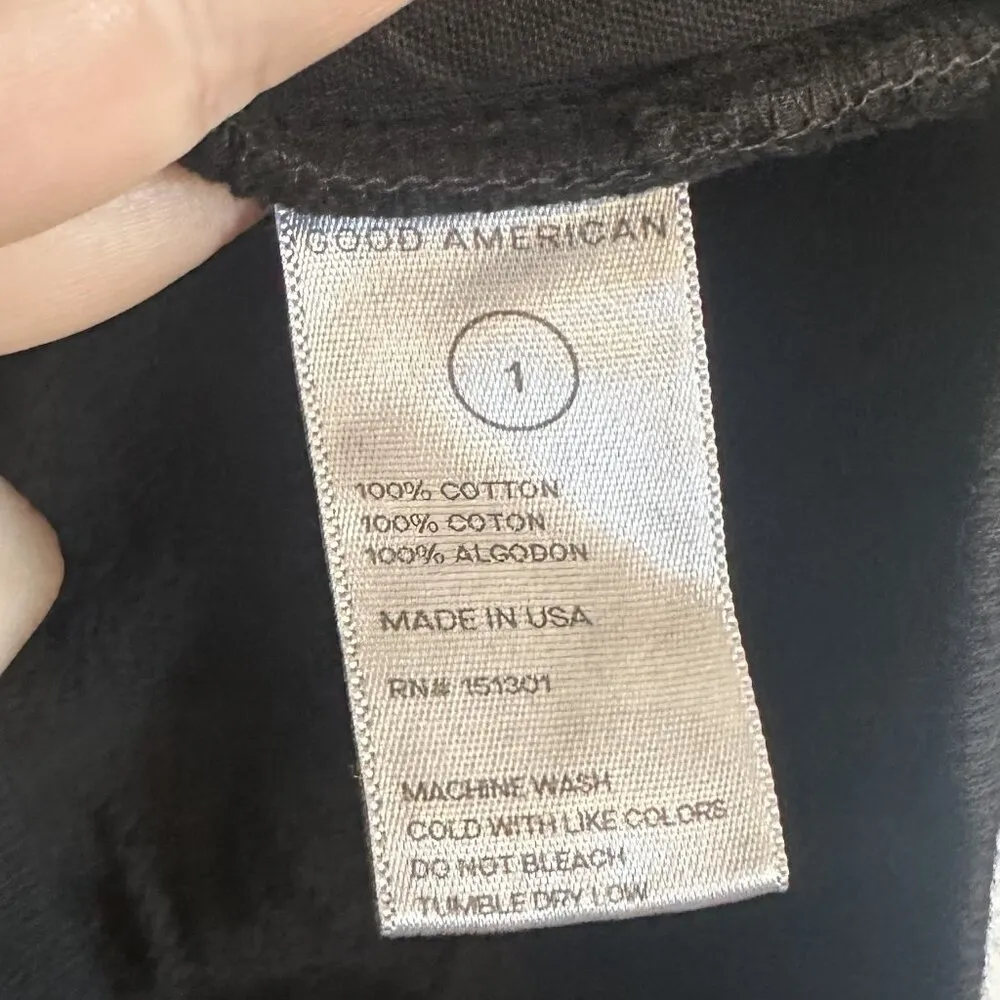 GOOD AMERICAN
1
100% COTTON
100% COTON
100% ALGODON
MADE IN USA
RN# 151301
MACHINE WASH
COLD WITH LIKE COLORS
DO NOT BLEACH
TUMBLE DRY LOW